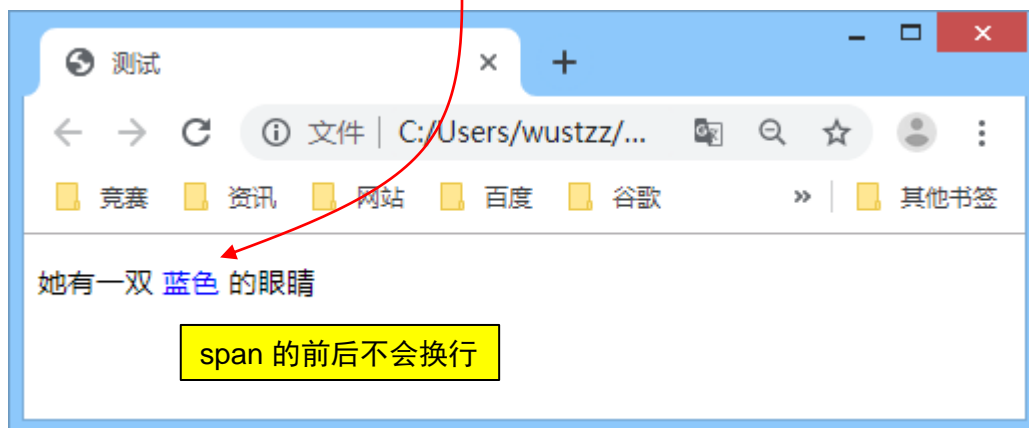 测试
文件 | C:/Users/wustzz/...
竞赛 资讯 网站 百度 谷歌 » 其他书签
她有一双 蓝色 的眼睛
span 的前后不会换行